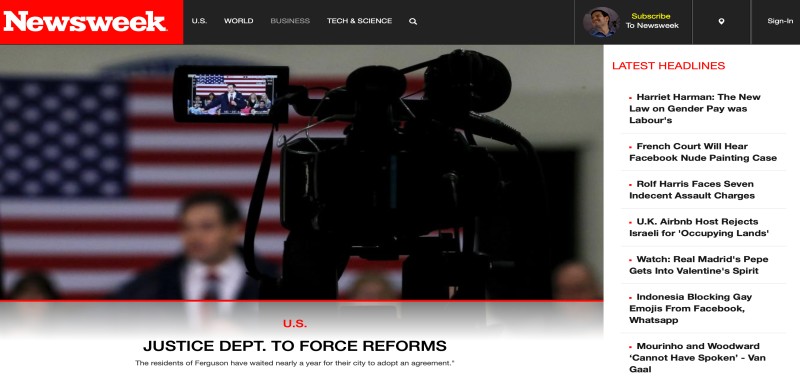 Newsweek
U.S. WORLD BUSINESS TECH & SCIENCE
Subscribe
To Newsweek
Sign-In
LATEST HEADLINES
Harriet Harman: The New
Law on Gender Pay was
Labour's
French Court Will Hear
Facebook Nude Painting Case
Rolf Harris Faces Seven
Indecent Assault Charges
U.K. Airbnb Host Rejects
Israeli for 'Occupying Lands'
Watch: Real Madrid's Pepe
Gets Into Valentine's Spirit
Indonesia Blocking Gay
Emojis From Facebook,
Whatsapp
Mourinho and Woodward
‘Cannot Have Spoken’ - Van
Gaal
U.S.
JUSTICE DEPT. TO FORCE REFORMS
The residents of Ferguson have waited nearly a year for their city to adopt an agreement."